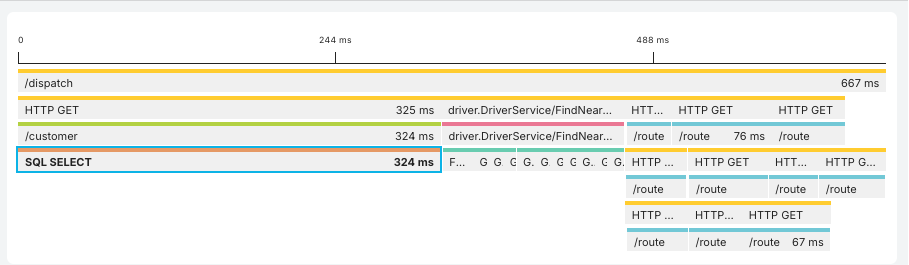 0 244 ms 488 ms
/dispatch 667 ms
HTTP GET 325 ms driver.DriverService/FindNear... HTT... HTTP GET HTTP GET
/customer 324 ms driver.DriverService/FindNear... /route /route 76 ms /route
SQL SELECT 324 ms F... G G G G. G G G G. G G. HTTP ... HTTP GET HTT... HTTP G...
/route /route /route /route
HTTP ... HTTP... HTTP GET
/route /route /route 67 ms